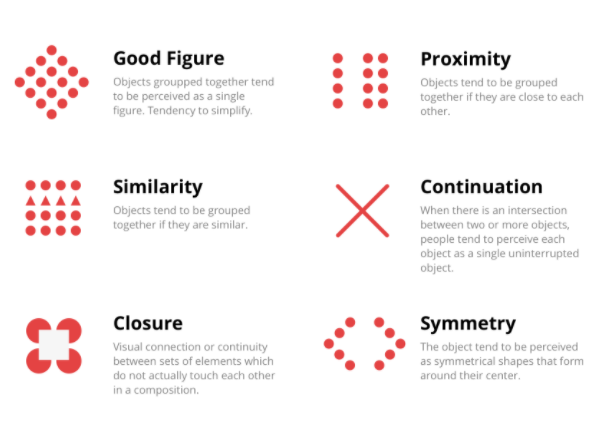 Good Figure
Objects groupped together tend
to be perceived as a single
figure. Tendency to simplify.
Proximity
Objects tend to be grouped
together if they are close to each
other.
Similarity
Objects tend to be grouped
together if they are similar.
Continuation
When there is an intersection
between two or more objects,
people tend to perceive each
object as a single uninterrupted
object.
Closure
Visual connection or continuity
between sets of elements which
do not actually touch each other
in a composition.
Symmetry
The object tend to be perceived
as symmetrical shapes that form
around their center.